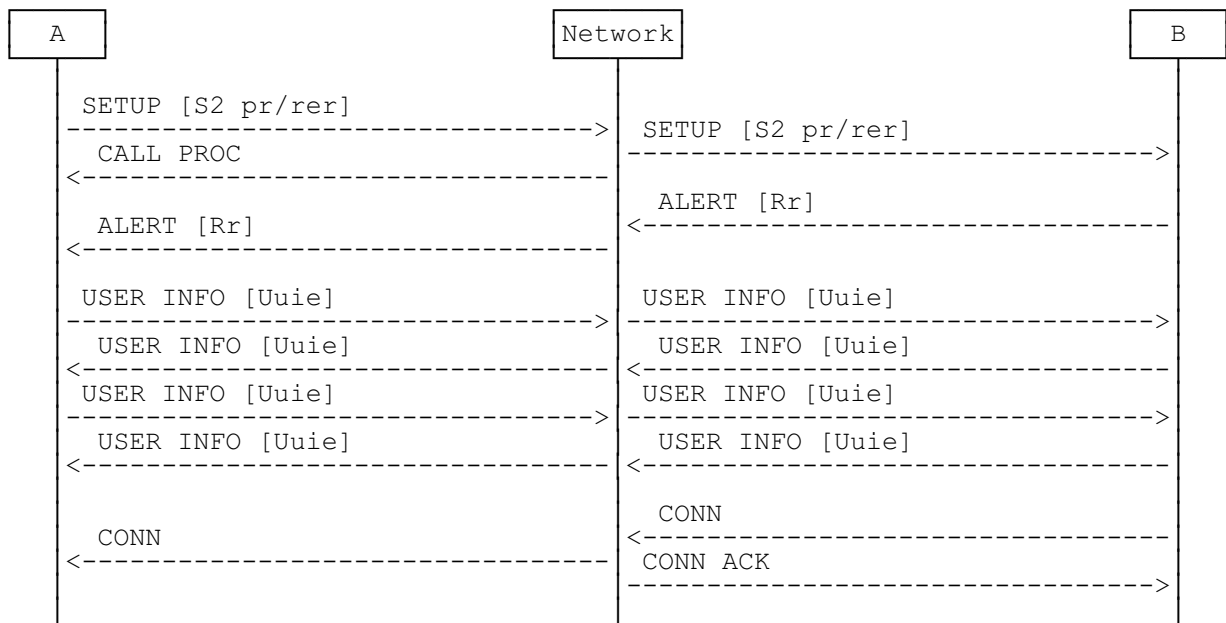 A Network B
SETUP [S2 pr/rer]
SETUP [S2 pr/rer]
CALL PROC
ALERT [Rr]
ALERT [Rr]
USER INFO [Uuie] USER INFO [Uuie]
USER INFO [Uuie] USER INFO [Uuie]
USER INFO [Uuie] USER INFO [Uuie]
USER INFO [Uuie] USER INFO [Uuie]
CONN
CONN
CONN ACK